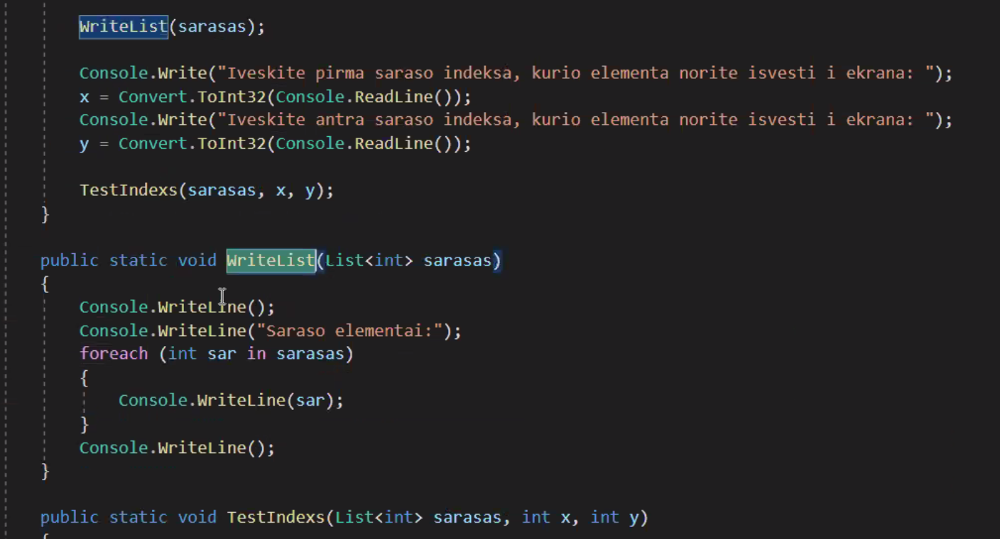 WriteList(sarasas);
Console.Write("Iveskite pirma saraso indeksa, kurio elementa norite isvesti i ekrana: ");
x = Convert.ToInt32(Console.ReadLine());
Console.Write("Iveskite antra saraso indeksa, kurio elementa norite isvesti i ekrana: ");
y = Convert.ToInt32(Console.ReadLine());
TestIndexs(sarasas, x, y);
}
public static void WriteList(List<int> sarasas)
{
Console.WriteLine();
Console.WriteLine("Saraso elementai:");
foreach (int sar in sarasas)
{
Console.WriteLine(sar);
}
Console.WriteLine();
}
public static void TestIndexs(List<int> sarasas, int x, int y)
{